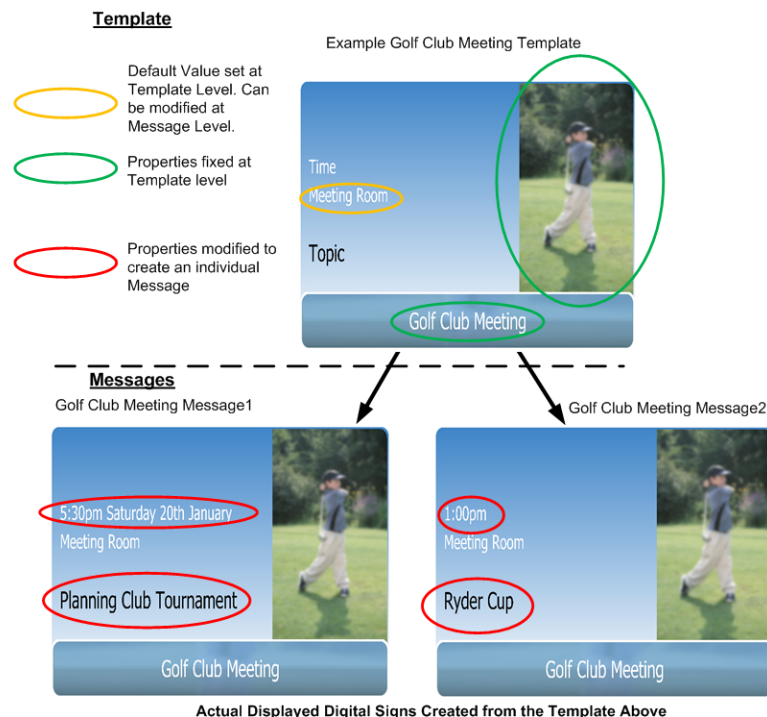 Template
Example Golf Club Meeting Template
Default Value set at
Template Level. Can
be modified at
Message Level.
Properties fixed at
Template level
Properties modified to
create an individual
Message
Time
Meeting Room
Topic
Golf Club Meeting
Messages
Golf Club Meeting Message1
5:30pm Saturday 20th January
Meeting Room
Planning Club Tournament
Golf Club Meeting
Golf Club Meeting Message2
1:00pm
Meeting Room
Ryder Cup
Golf Club Meeting
Actual Displayed Digital Signs Created from the Template Above